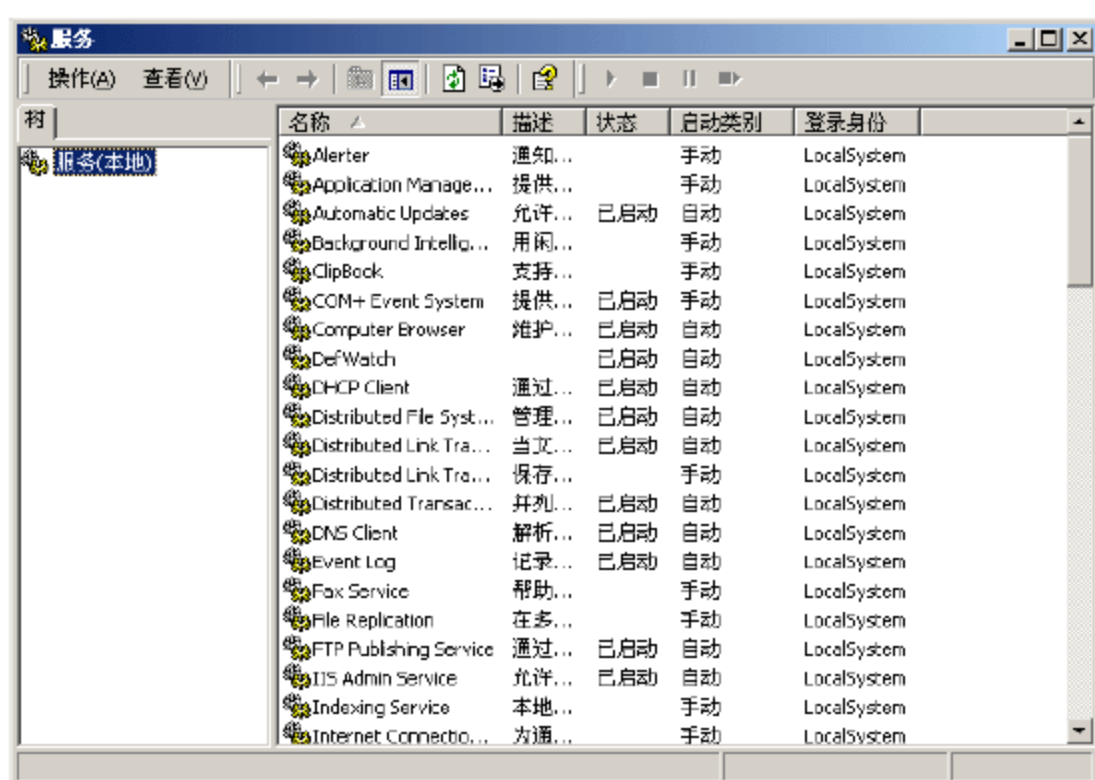 服务
操作(A) 查看(V)
树
服务(本地)
名称 描述 状态 启动类别 登录身份
Alerter 通知... 手动 LocalSystem
Application Manage... 提供... 手动 LocalSystem
Automatic Updates 允许... 已启动 自动 LocalSystem
Background Intellig... 用闲... 手动 LocalSystem
ClipBook 支持... 手动 LocalSystem
COM+ Event System 提供... 已启动 手动 LocalSystem
Computer Browser 维护... 已启动 自动 LocalSystem
DefWatch 已启动 自动 LocalSystem
DHCP Client 通过... 已启动 自动 LocalSystem
Distributed File Syst... 管理... 已启动 自动 LocalSystem
Distributed Link Tra... 当文... 已启动 自动 LocalSystem
Distributed Link Tra... 保存... 手动 LocalSystem
Distributed Transac... 并列... 已启动 自动 LocalSystem
DNS Client 解析... 已启动 自动 LocalSystem
Event Log 记录... 已启动 自动 LocalSystem
Fax Service 帮助... 手动 LocalSystem
File Replication 在多... 手动 LocalSystem
FTP Publishing Service 通过... 已启动 自动 LocalSystem
IIS Admin Service 允许... 已启动 自动 LocalSystem
Indexing Service 本地... 手动 LocalSystem
Internet Connectio... 为通... 手动 LocalSystem